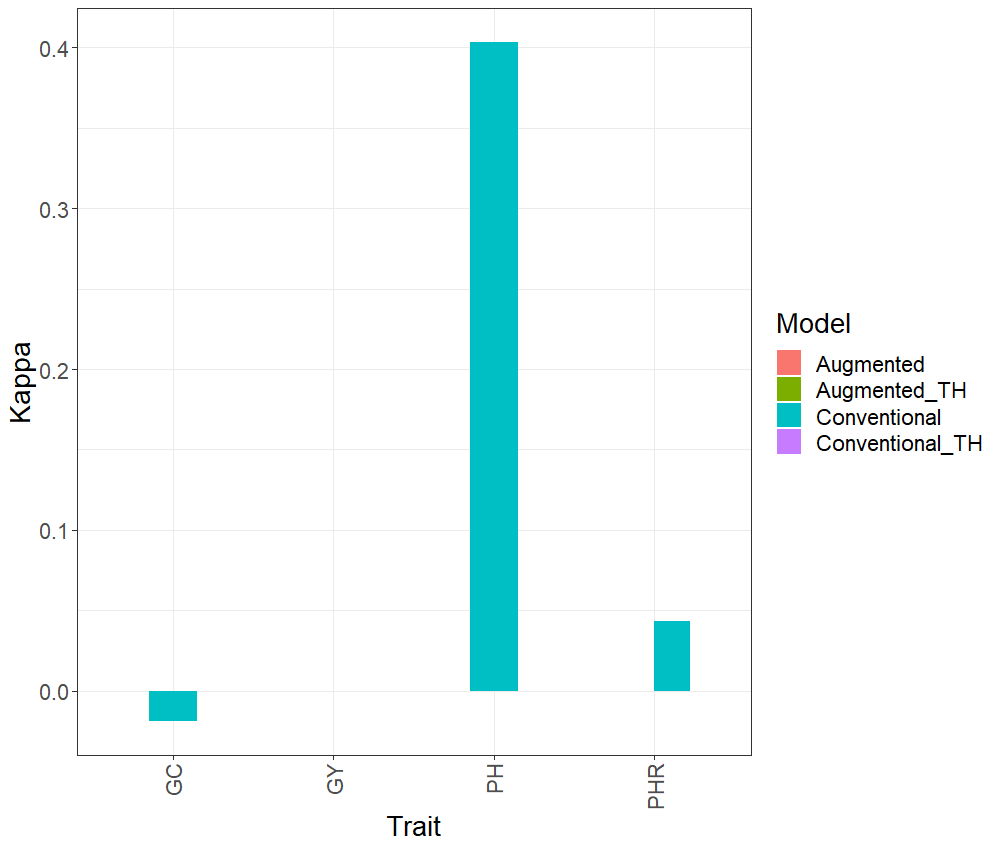 0.4
0.3
0.2
0.1
0.0
Kappa
GC
GY
PH
PHR
Trait
Model
Augmented
Augmented_TH
Conventional
Conventional_TH